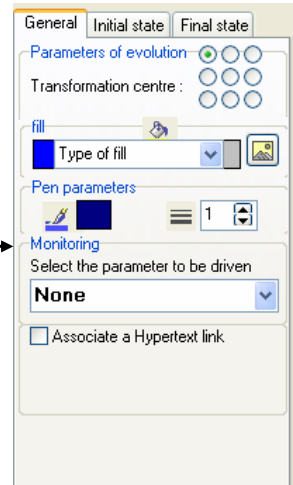 General Initial state Final state
Parameters of evolution
Transformation centre :
fill
Type of fill
Pen parameters
1
Monitoring
Select the parameter to be driven
None
Associate a Hypertext link